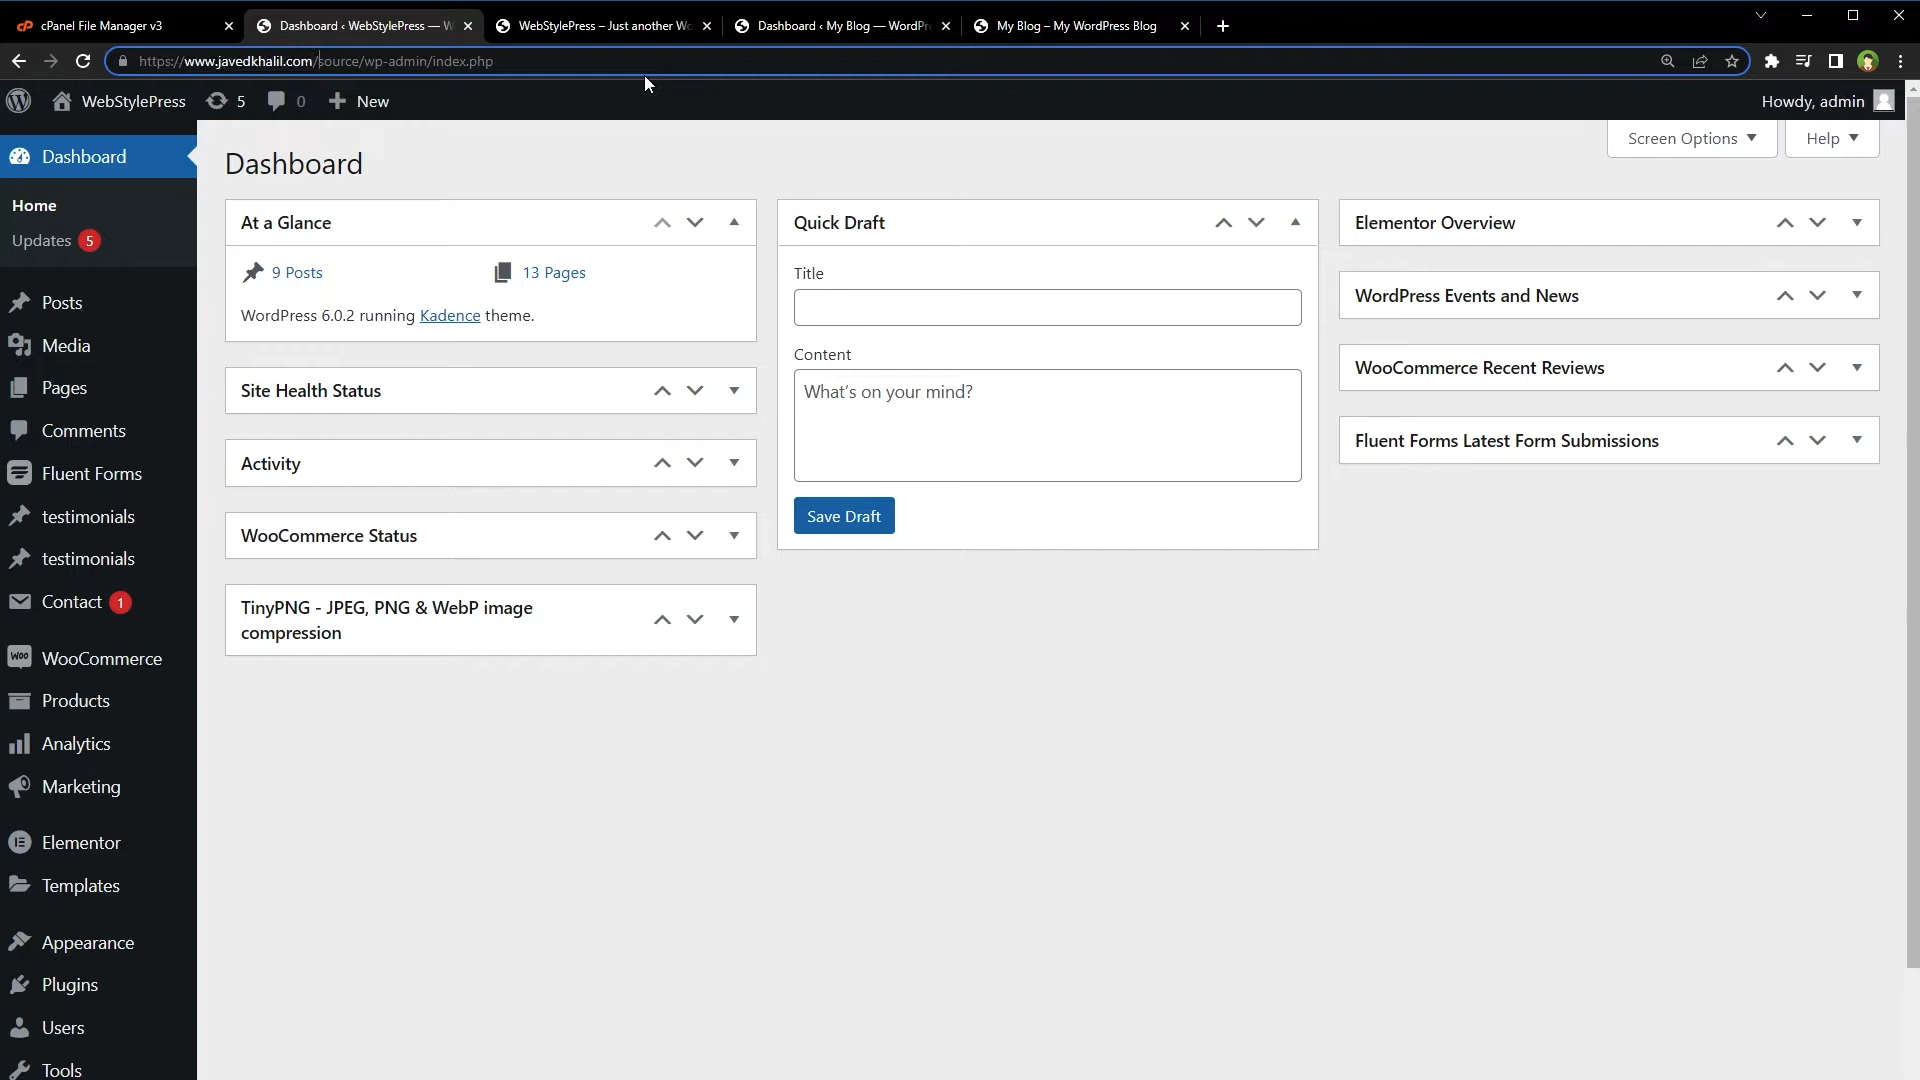 cPanel File Manager v3
Dashboard ‹ WebStylePress — W
WebStylePress – Just another Wo
Dashboard ‹ My Blog — WordPr
My Blog – My WordPress Blog
https://www.javedkhalil.com/source/wp-admin/index.php
WebStylePress
5
0
New
Howdy, admin
Dashboard
Home
Updates 5
Posts
Media
Pages
Comments
Fluent Forms
testimonials
testimonials
Contact 1
WooCommerce
Products
Analytics
Marketing
Elementor
Templates
Appearance
Plugins
Users
Tools
Screen Options
Help
Dashboard
At a Glance
9 Posts
13 Pages
WordPress 6.0.2 running Kadence theme.
Site Health Status
Activity
WooCommerce Status
TinyPNG - JPEG, PNG & WebP image
compression
Quick Draft
Title
Content
What's on your mind?
Save Draft
Elementor Overview
WordPress Events and News
WooCommerce Recent Reviews
Fluent Forms Latest Form Submissions